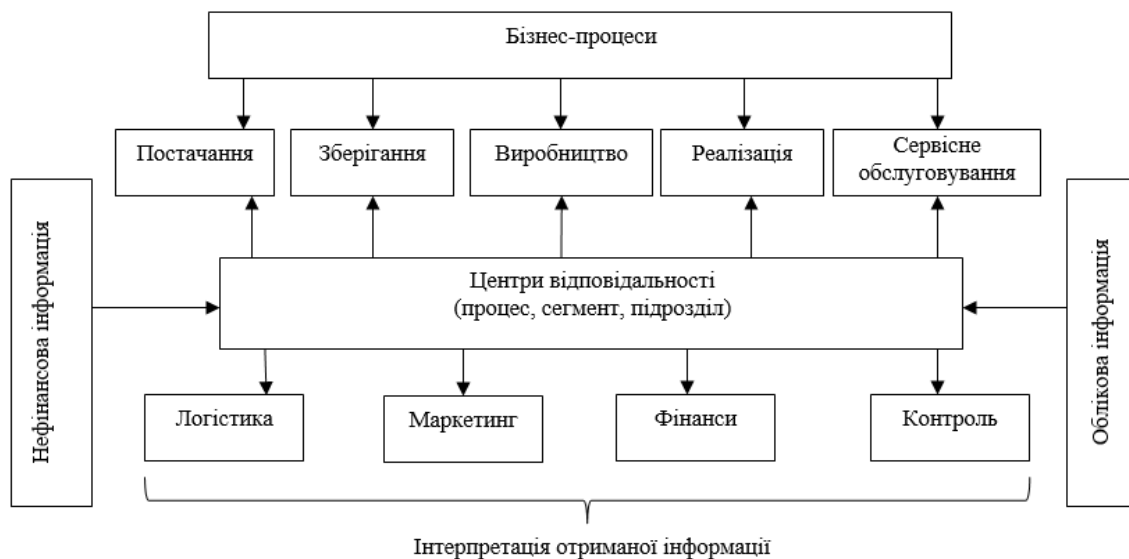 Бізнес-процеси
Постачання
Зберігання
Виробництво
Реалізація
Сервісне
обслуговування
Нефінансова інформація
Центри відповідальності
(процес, сегмент, підрозділ)
Облікова інформація
Логістика
Маркетинг
Фінанси
Контроль
Інтерпретація отриманої інформації